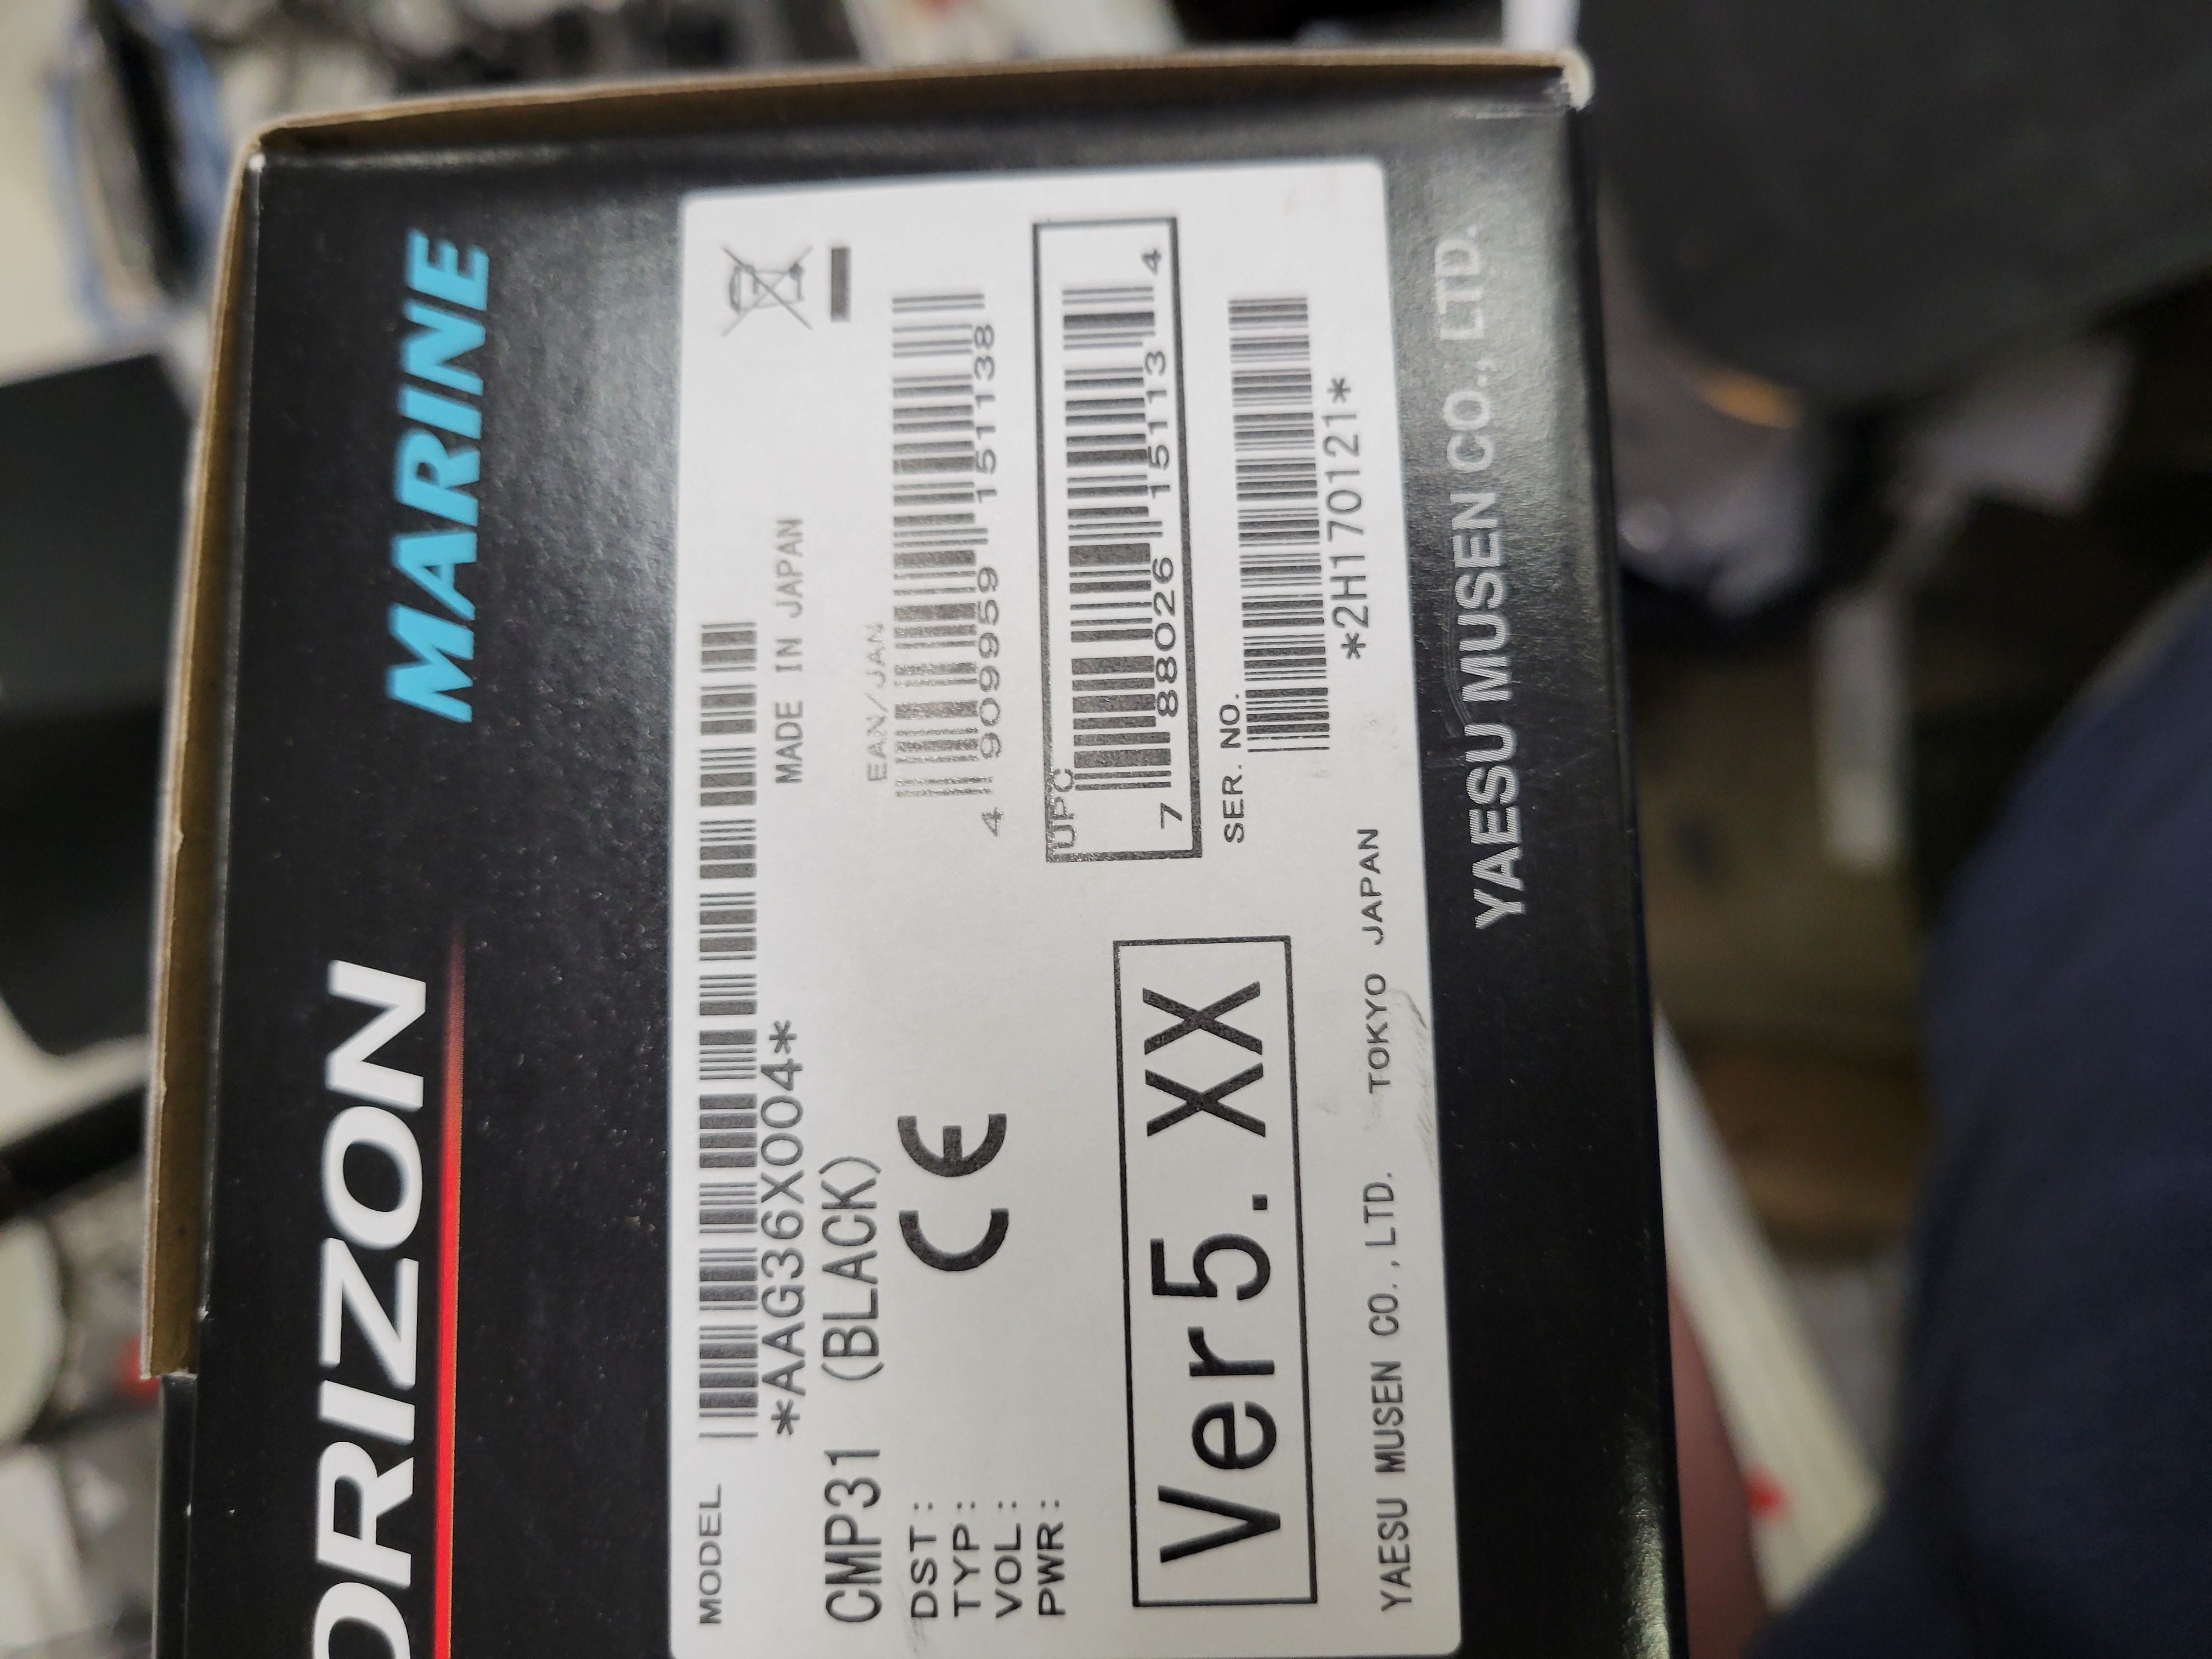 ORIZON
MARINE
MODEL
*AAG36X004*
CMP31 (BLACK)
MADE IN JAPAN
DST:
TYP:
VOL:
PWR:
CE
EAN/JAN
4 909959 151138
UPC
7 88026 15113 4
Ver5.XX
SER. NO.
*2H170121*
YAESU MUSEN CO.,LTD. TOKYO JAPAN
YAESU MUSEN CO., LTD.